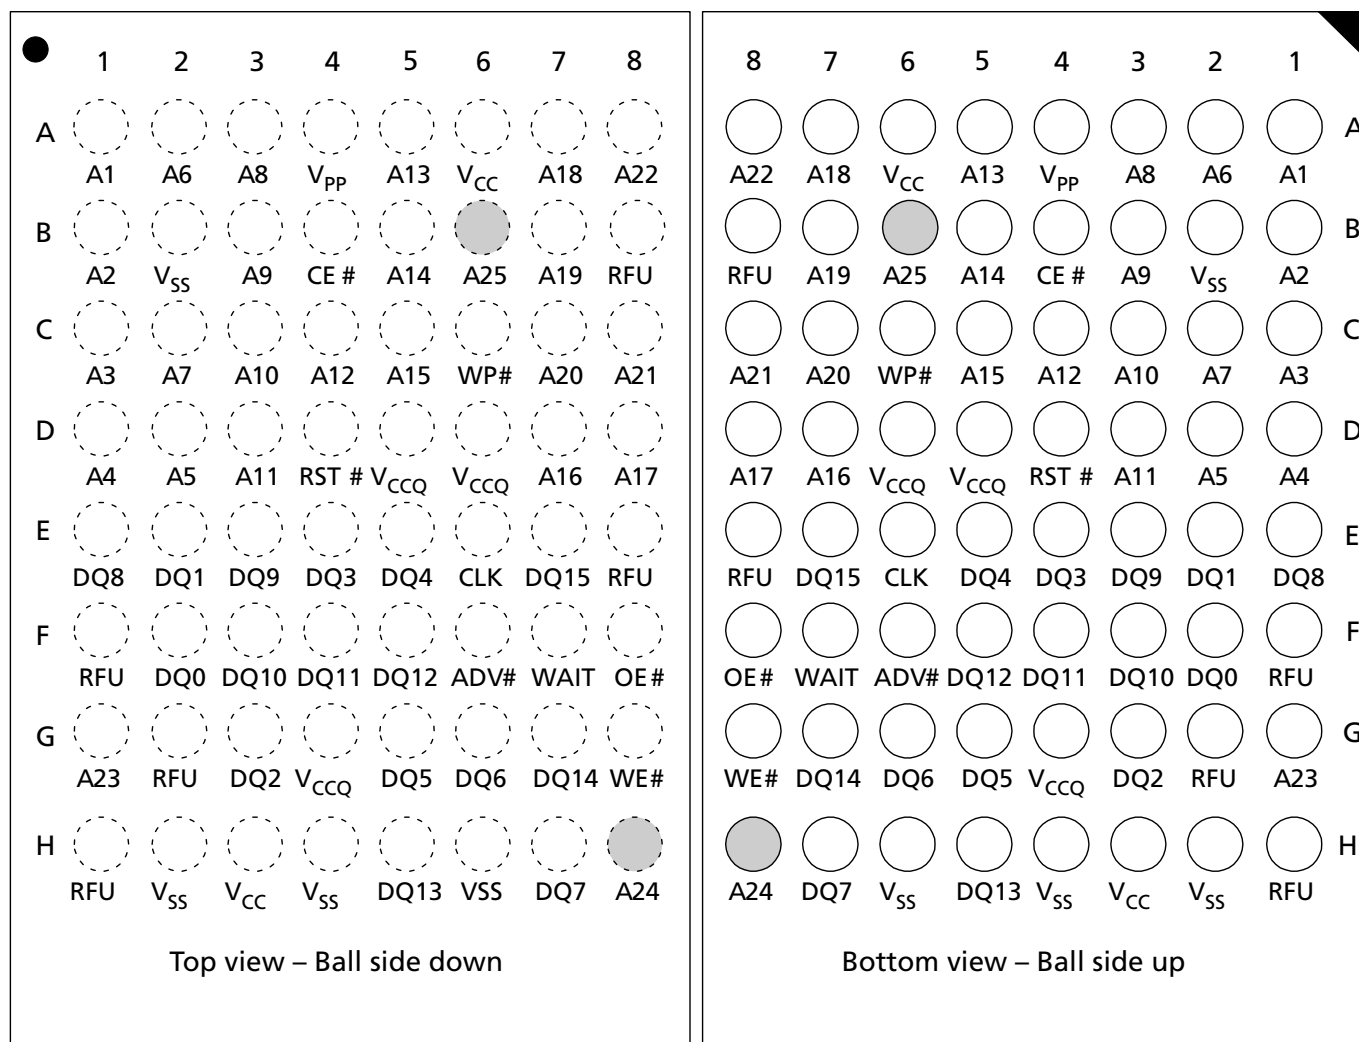 1 2 3 4 5 6 7 8
A
A1 A6 A8 VPP A13 VCC A18 A22
B
A2 VSS A9 CE # A14 A25 A19 RFU
C
A3 A7 A10 A12 A15 WP# A20 A21
D
A4 A5 A11 RST # VCCQ VCCQ A16 A17
E
DQ8 DQ1 DQ9 DQ3 DQ4 CLK DQ15 RFU
F
RFU DQ0 DQ10 DQ11 DQ12 ADV# WAIT OE#
G
A23 RFU DQ2 VCCQ DQ5 DQ6 DQ14 WE#
H
RFU VSS VCC VSS DQ13 VSS DQ7 A24
Top view – Ball side down
8 7 6 5 4 3 2 1
A
A22 A18 VCC A13 VPP A8 A6 A1
B
RFU A19 A25 A14 CE # A9 VSS A2
C
A21 A20 WP# A15 A12 A10 A7 A3
D
A17 A16 VCCQ VCCQ RST # A11 A5 A4
E
RFU DQ15 CLK DQ4 DQ3 DQ9 DQ1 DQ8
F
OE# WAIT ADV# DQ12 DQ11 DQ10 DQ0 RFU
G
WE# DQ14 DQ6 DQ5 VCCQ DQ2 RFU A23
H
A24 DQ7 VSS DQ13 VSS VCC VSS RFU
Bottom view – Ball side up